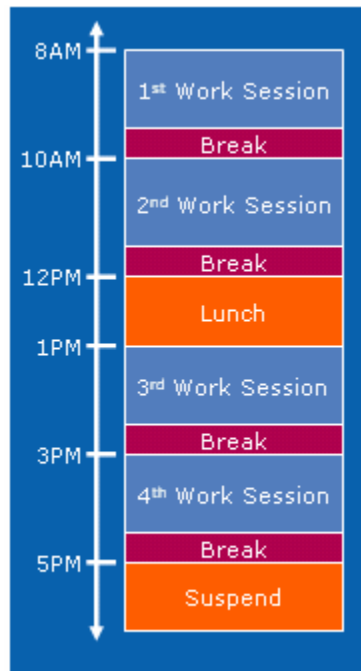 8AM
1st Work Session
Break
10AM
2nd Work Session
Break
12PM
Lunch
1PM
3rd Work Session
Break
3PM
4th Work Session
Break
5PM
Suspend